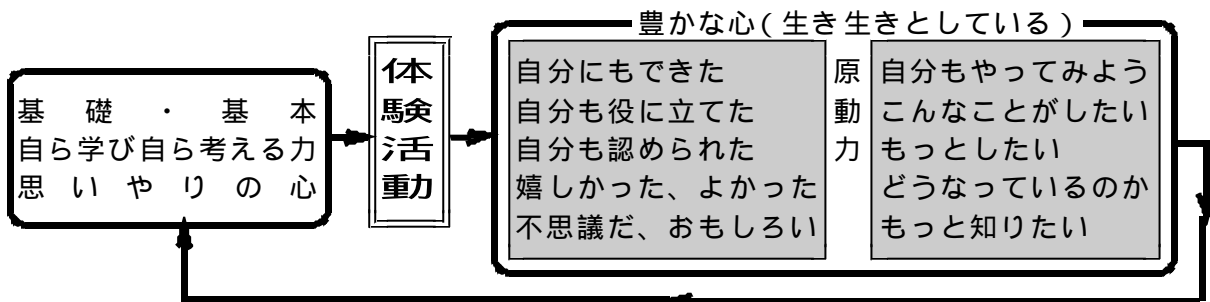 基礎・基本
自ら学び自ら考える力
思いやりの心
体験活動
豊かな心(生き生きとしている)
自分にもできた
自分も役に立てた
自分も認められた
嬉しかった、よかった
不思議だ、おもしろい
原動力
自分もやってみよう
こんなことがしたい
もっとしたい
どうなっているのか
もっと知りたい